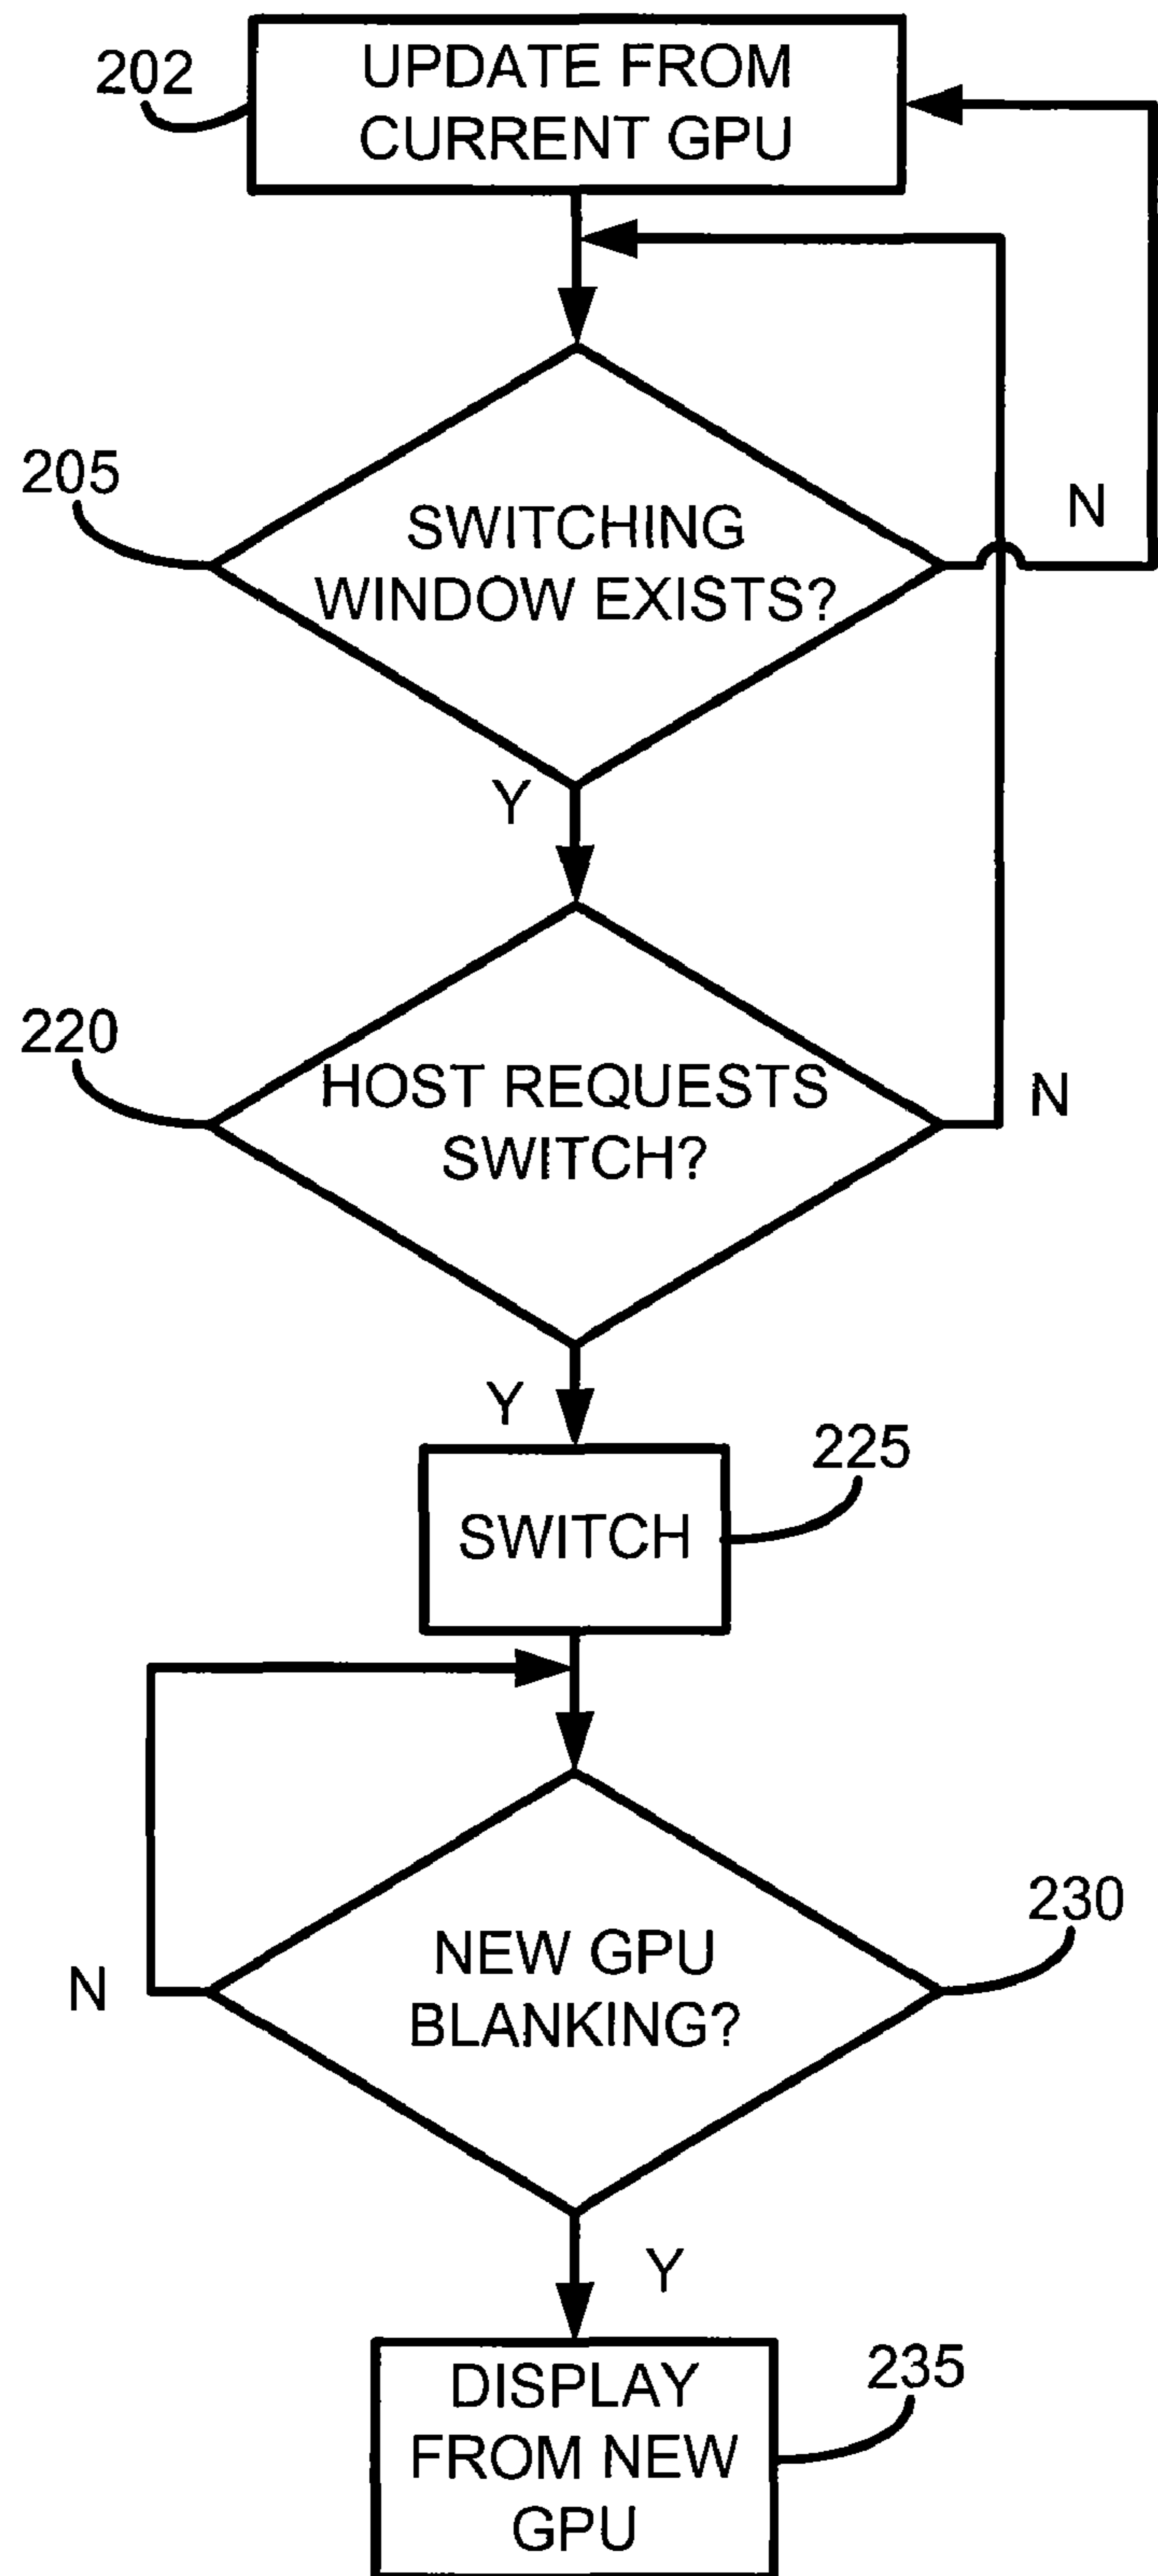 202
UPDATE FROM
CURRENT GPU
205
SWITCHING
WINDOW EXISTS?
N
Y
220
HOST REQUESTS
SWITCH?
N
Y
225
SWITCH
230
NEW GPU
BLANKING?
N
Y
235
DISPLAY
FROM NEW
GPU